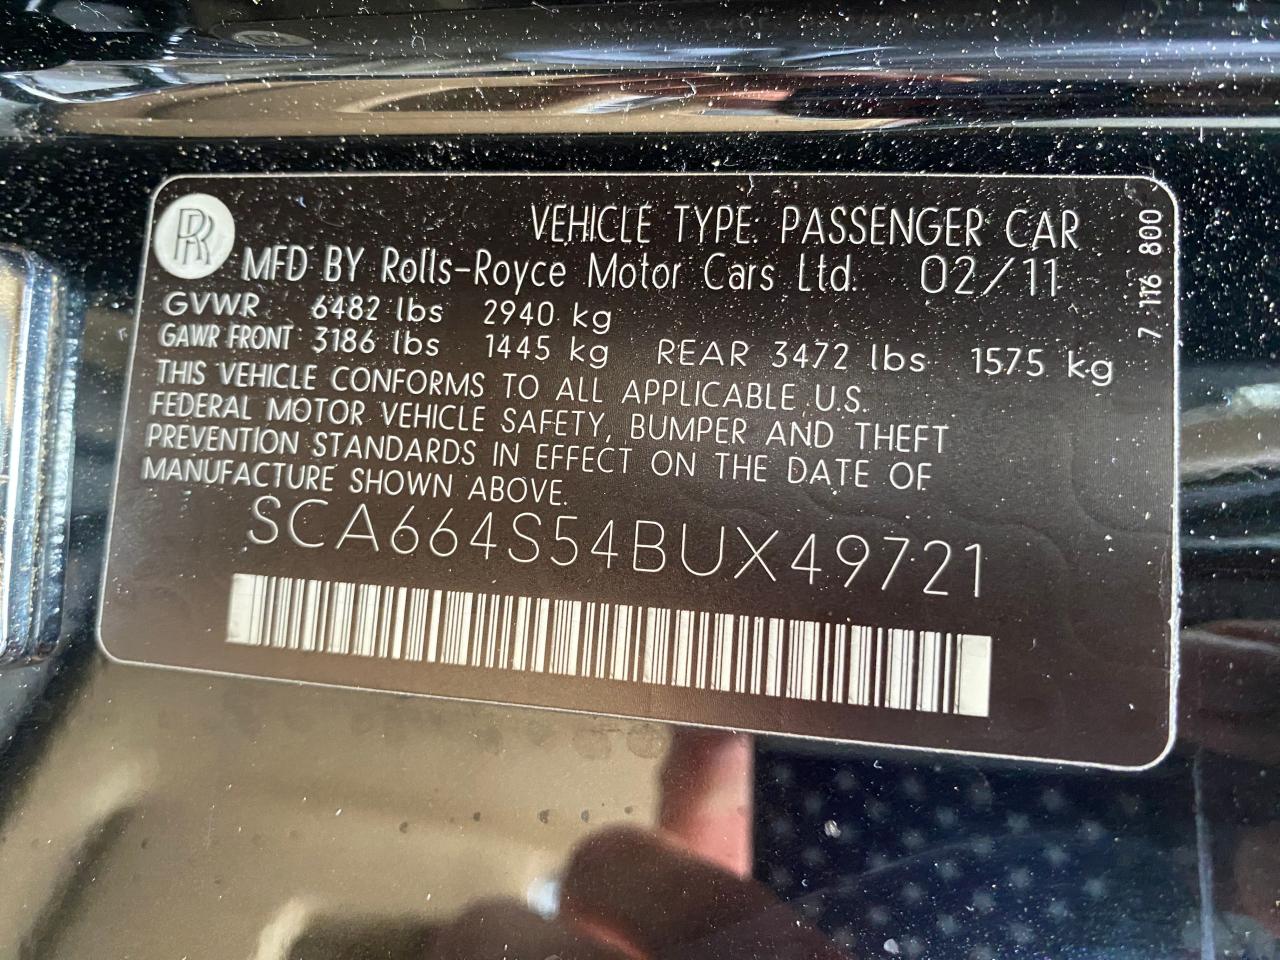 RR
VEHICLE TYPE: PASSENGER CAR
MFD BY Rolls-Royce Motor Cars Ltd. 02/11
GVWR 6482 lbs 2940 kg
GAWR FRONT 3186 lbs 1445 kg REAR 3472 lbs 1575 kg
THIS VEHICLE CONFORMS TO ALL APPLICABLE U.S.
FEDERAL MOTOR VEHICLE SAFETY, BUMPER AND THEFT
PREVENTION STANDARDS IN EFFECT ON THE DATE OF
MANUFACTURE SHOWN ABOVE.
SCA664S54BUX49721
7 116 800